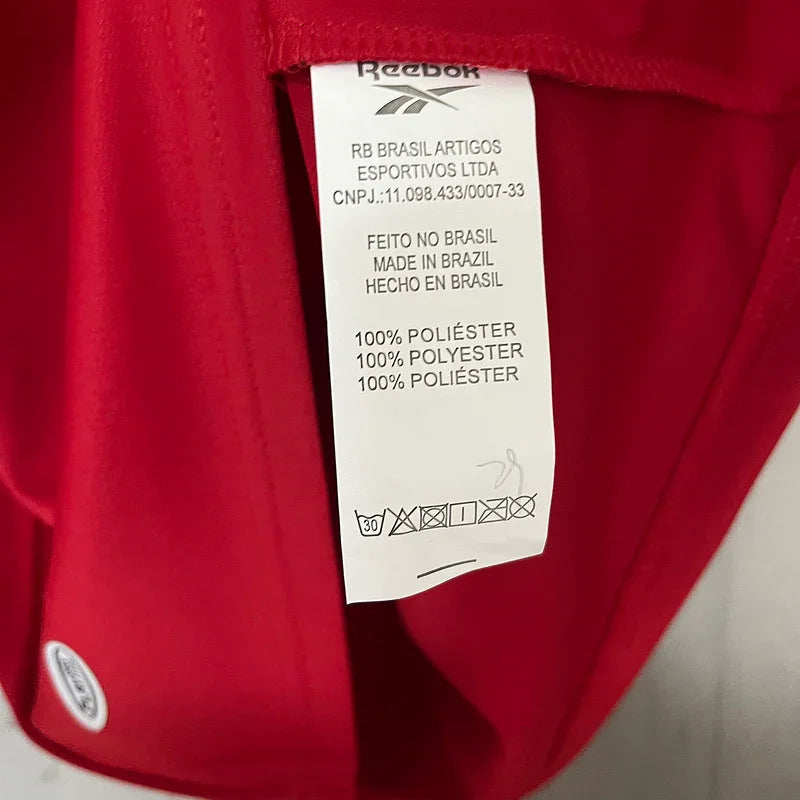 Reebok
RB BRASIL ARTIGOS
ESPORTIVOS LTDA
CNPJ.:11.098.433/0007-33
FEITO NO BRASIL
MADE IN BRAZIL
HECHO EN BRASIL
100% POLIÉSTER
100% POLYESTER
100% POLIÉSTER
30